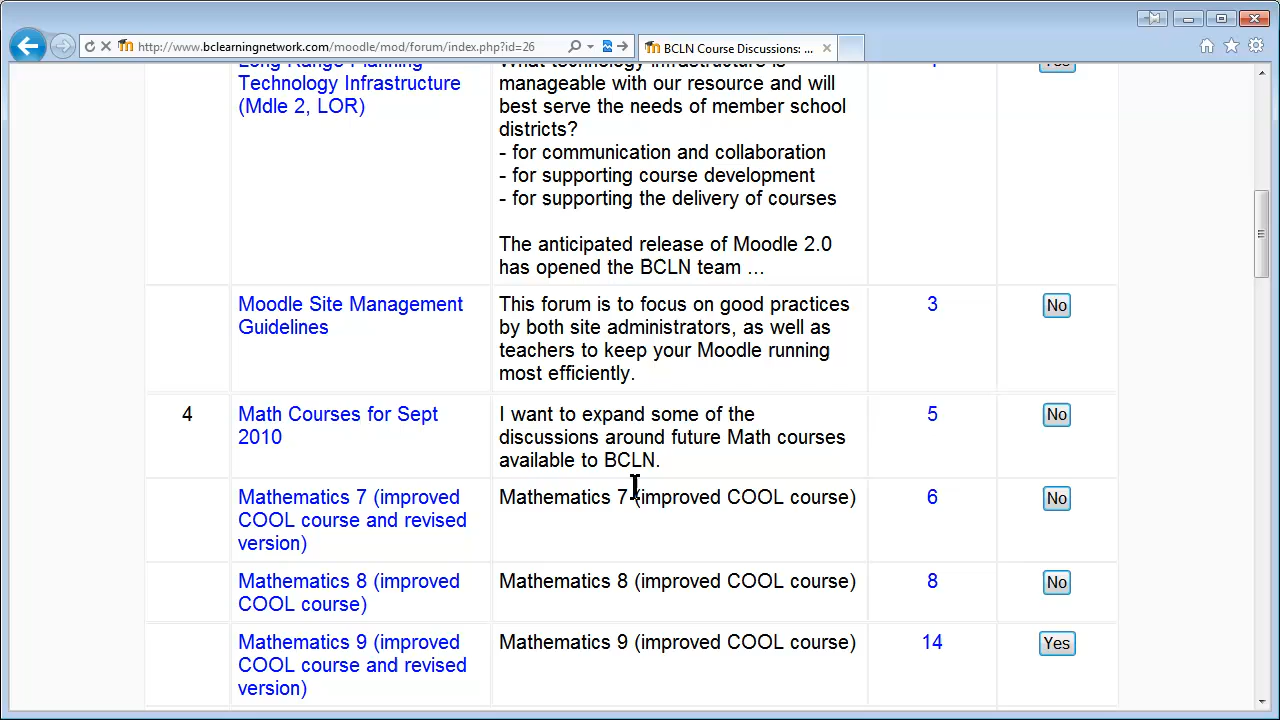 http://www.bclearningnetwork.com/moodle/mod/forum/index.php?id=26
BCLN Course Discussions: ...
Long Range Planning
Technology Infrastructure
(Mdle 2, LOR)
What technology infrastructure is
manageable with our resource and will
best serve the needs of member school
districts?
- for communication and collaboration
- for supporting course development
- for supporting the delivery of courses
The anticipated release of Moodle 2.0
has opened the BCLN team ...
Yes
Moodle Site Management
Guidelines
This forum is to focus on good practices
by both site administrators, as well as
teachers to keep your Moodle running
most efficiently.
3
No
4
Math Courses for Sept
2010
I want to expand some of the
discussions around future Math courses
available to BCLN.
5
No
Mathematics 7 (improved
COOL course and revised
version)
Mathematics 7 (improved COOL course)
6
No
Mathematics 8 (improved
COOL course)
Mathematics 8 (improved COOL course)
8
No
Mathematics 9 (improved
COOL course and revised
version)
Mathematics 9 (improved COOL course)
14
Yes